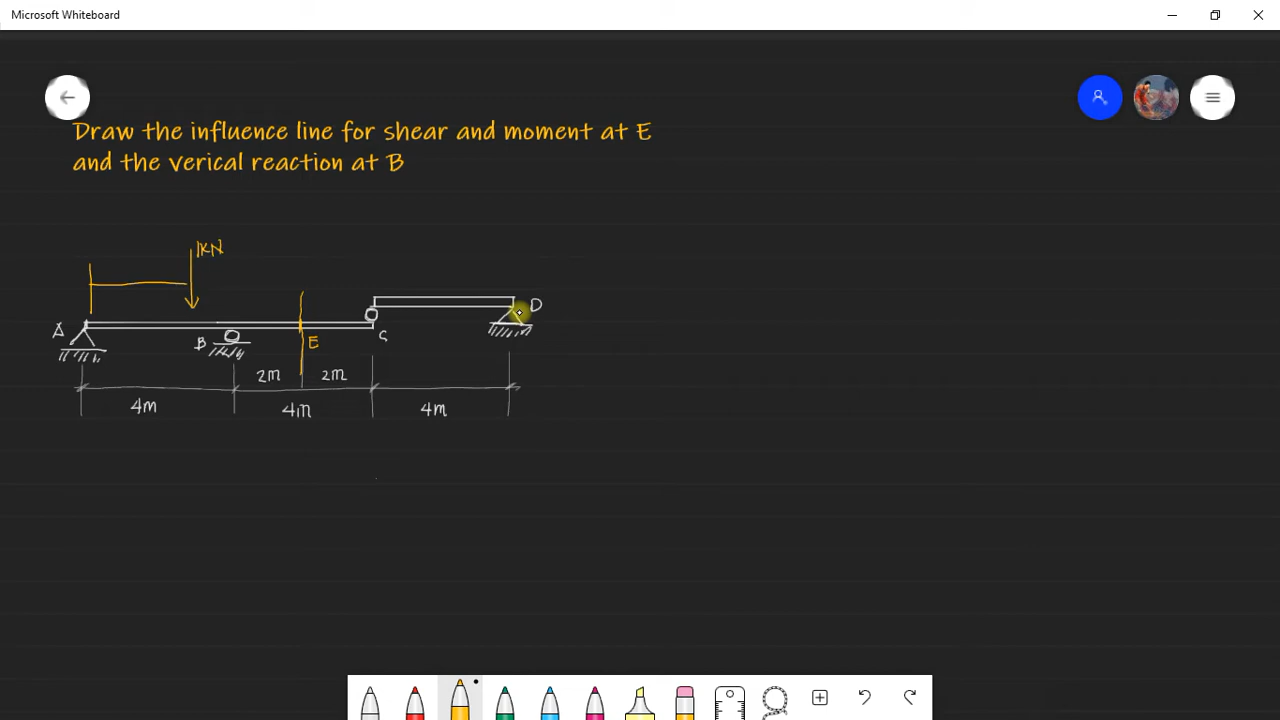 Microsoft Whiteboard
Draw the influence line for shear and moment at E
and the verical reaction at B
1KN
A
B
E
C
D
2m 2m
4m 4m 4m